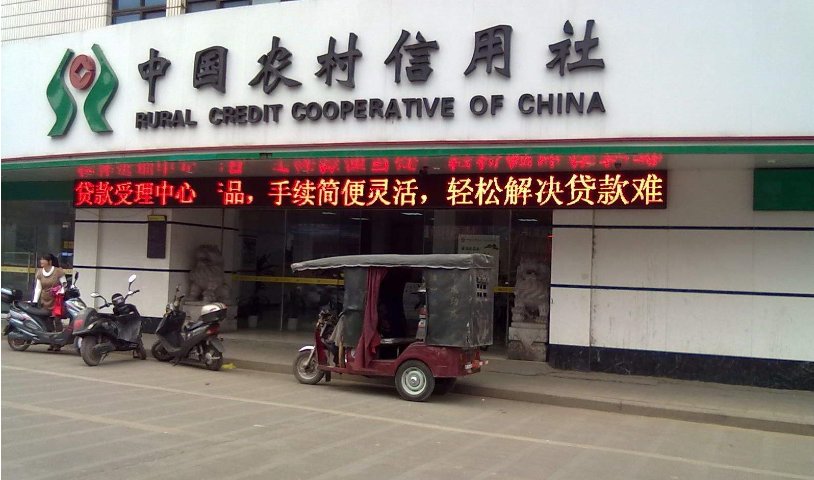 中国农村信用社
RURAL CREDIT COOPERATIVE OF CHINA
贷款受理中心 品，手续简便灵活，轻松解决贷款难